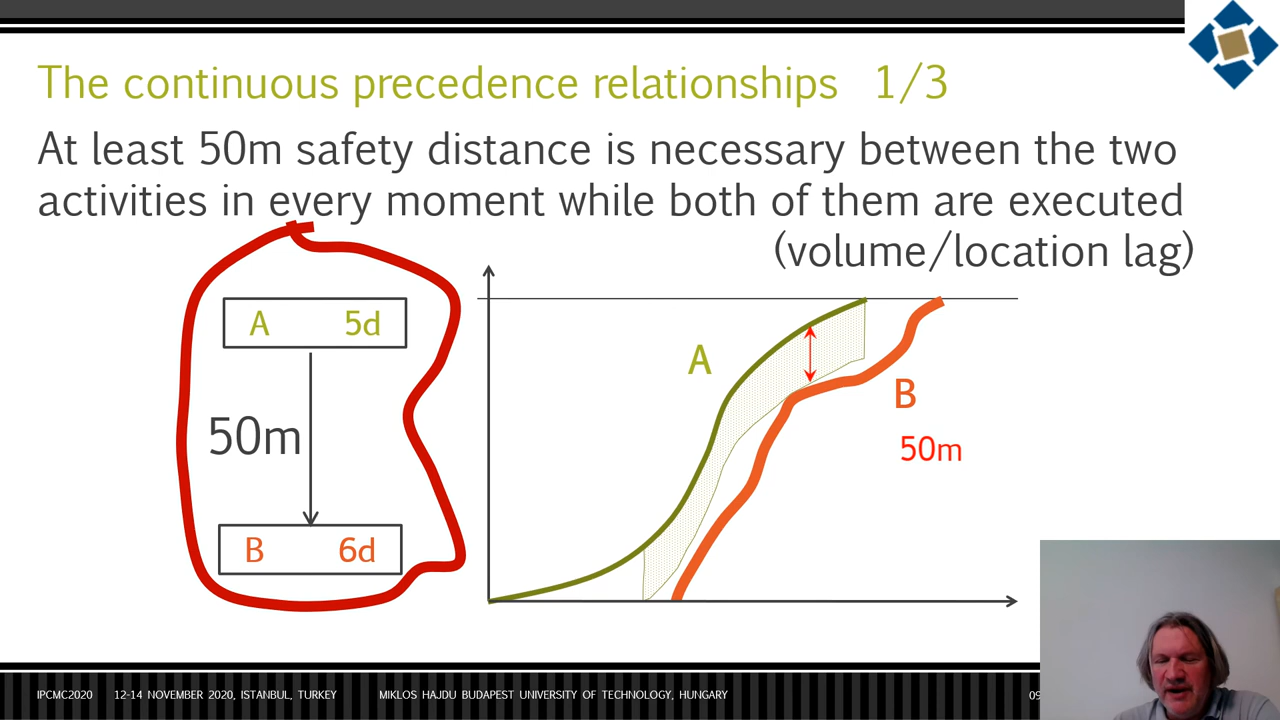 The continuous precedence relationships 1/3
At least 50m safety distance is necessary between the two
activities in every moment while both of them are executed
(volume/location lag)
A 5d
50m
B 6d
A
B
50m
IPCMC2020 12-14 NOVEMBER 2020, ISTANBUL, TURKEY MIKLOS HAJDU BUDAPEST UNIVERSITY OF TECHNOLOGY, HUNGARY 09